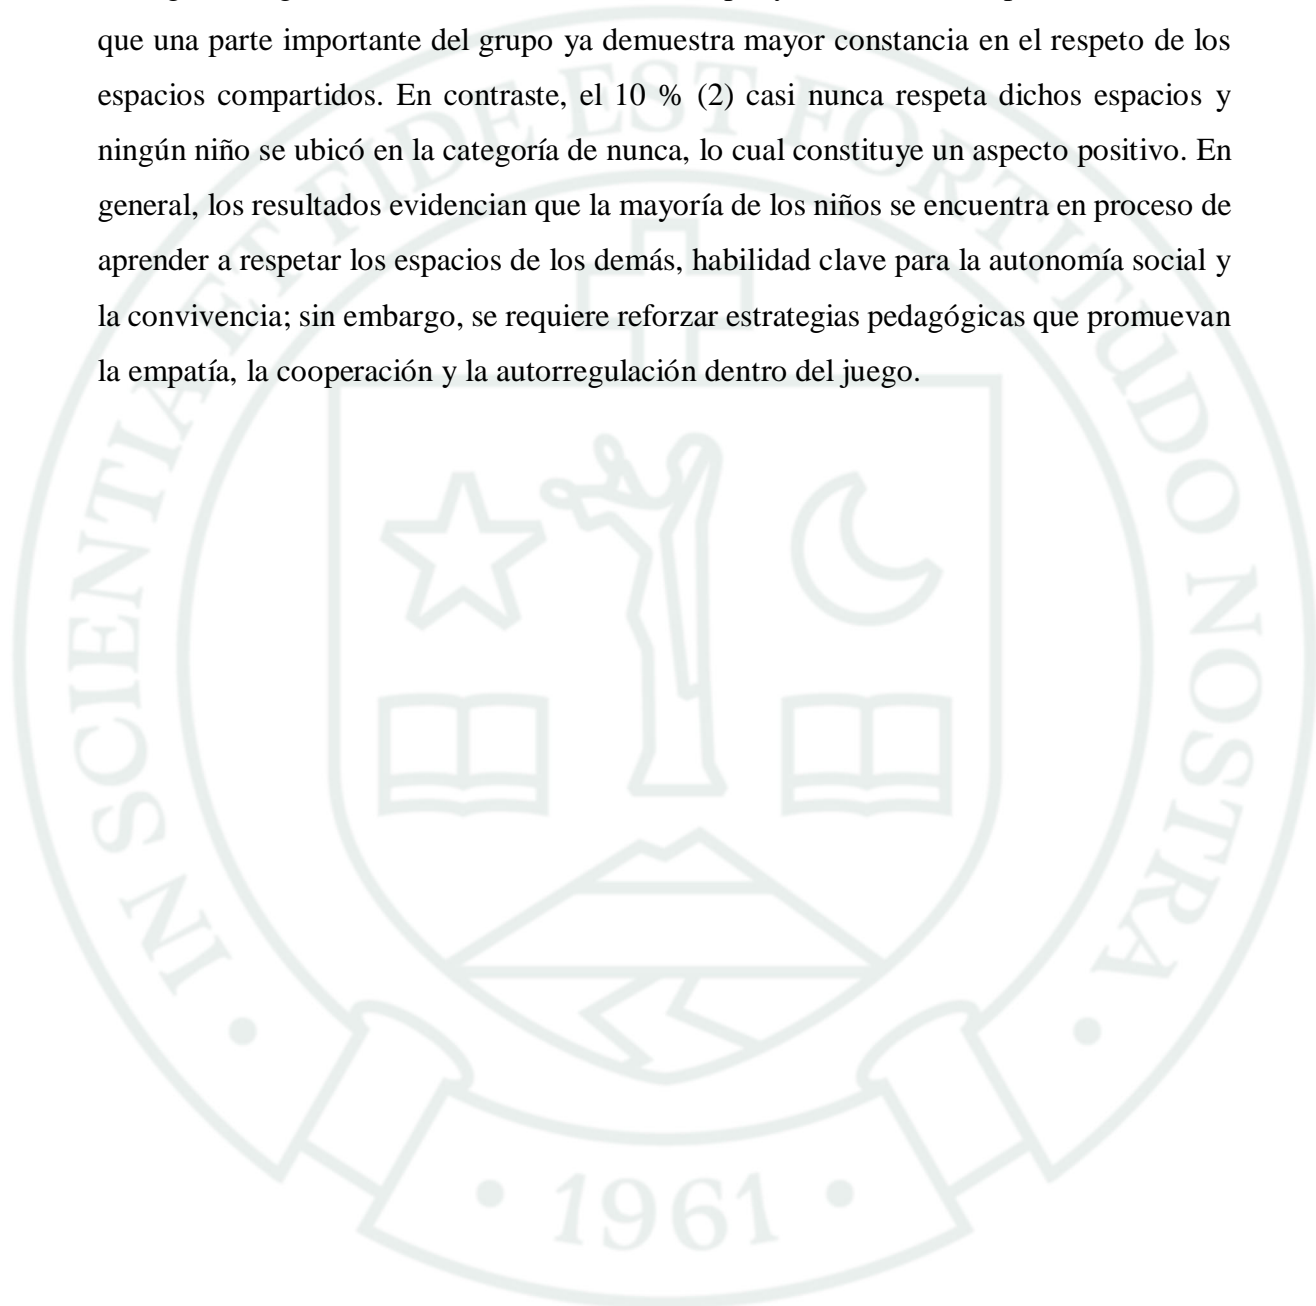 que una parte importante del grupo ya demuestra mayor constancia en el respeto de los
espacios compartidos. En contraste, el 10 % (2) casi nunca respeta dichos espacios y
ningún niño se ubicó en la categoría de nunca, lo cual constituye un aspecto positivo. En
general, los resultados evidencian que la mayoría de los niños se encuentra en proceso de
aprender a respetar los espacios de los demás, habilidad clave para la autonomía social y
la convivencia; sin embargo, se requiere reforzar estrategias pedagógicas que promuevan
la empatía, la cooperación y la autorregulación dentro del juego.
IN SCIENTIA ET FIDE EST FORTITUDO NOSTRA
• 1961 •